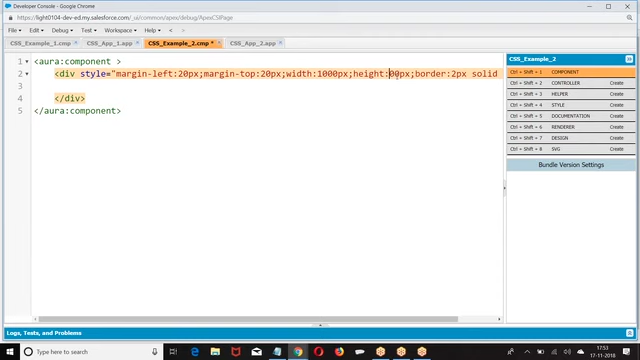 Developer Console - Google Chrome
https://light0104-dev-ed.my.salesforce.com/_ui/common/apex/debug/ApexCSIPage
File Edit Debug Test Workspace Help < >
CSS_Example_1.cmp CSS_App_1.app CSS_Example_2.cmp * CSS_App_2.app
1 <aura:component >
2 <div style="margin-left:20px;margin-top:20px;width:1000px;height:00px;border:2px solid
3
4 </div>
5 </aura:component>
CSS_Example_2
Ctrl + Shift + 1 COMPONENT
Ctrl + Shift + 2 CONTROLLER Create
Ctrl + Shift + 3 HELPER Create
Ctrl + Shift + 4 STYLE Create
Ctrl + Shift + 5 DOCUMENTATION Create
Ctrl + Shift + 6 RENDERER Create
Ctrl + Shift + 7 DESIGN Create
Ctrl + Shift + 8 SVG Create
Bundle Version Settings
Logs, Tests, and Problems
Type here to search
17:53
17-11-2018